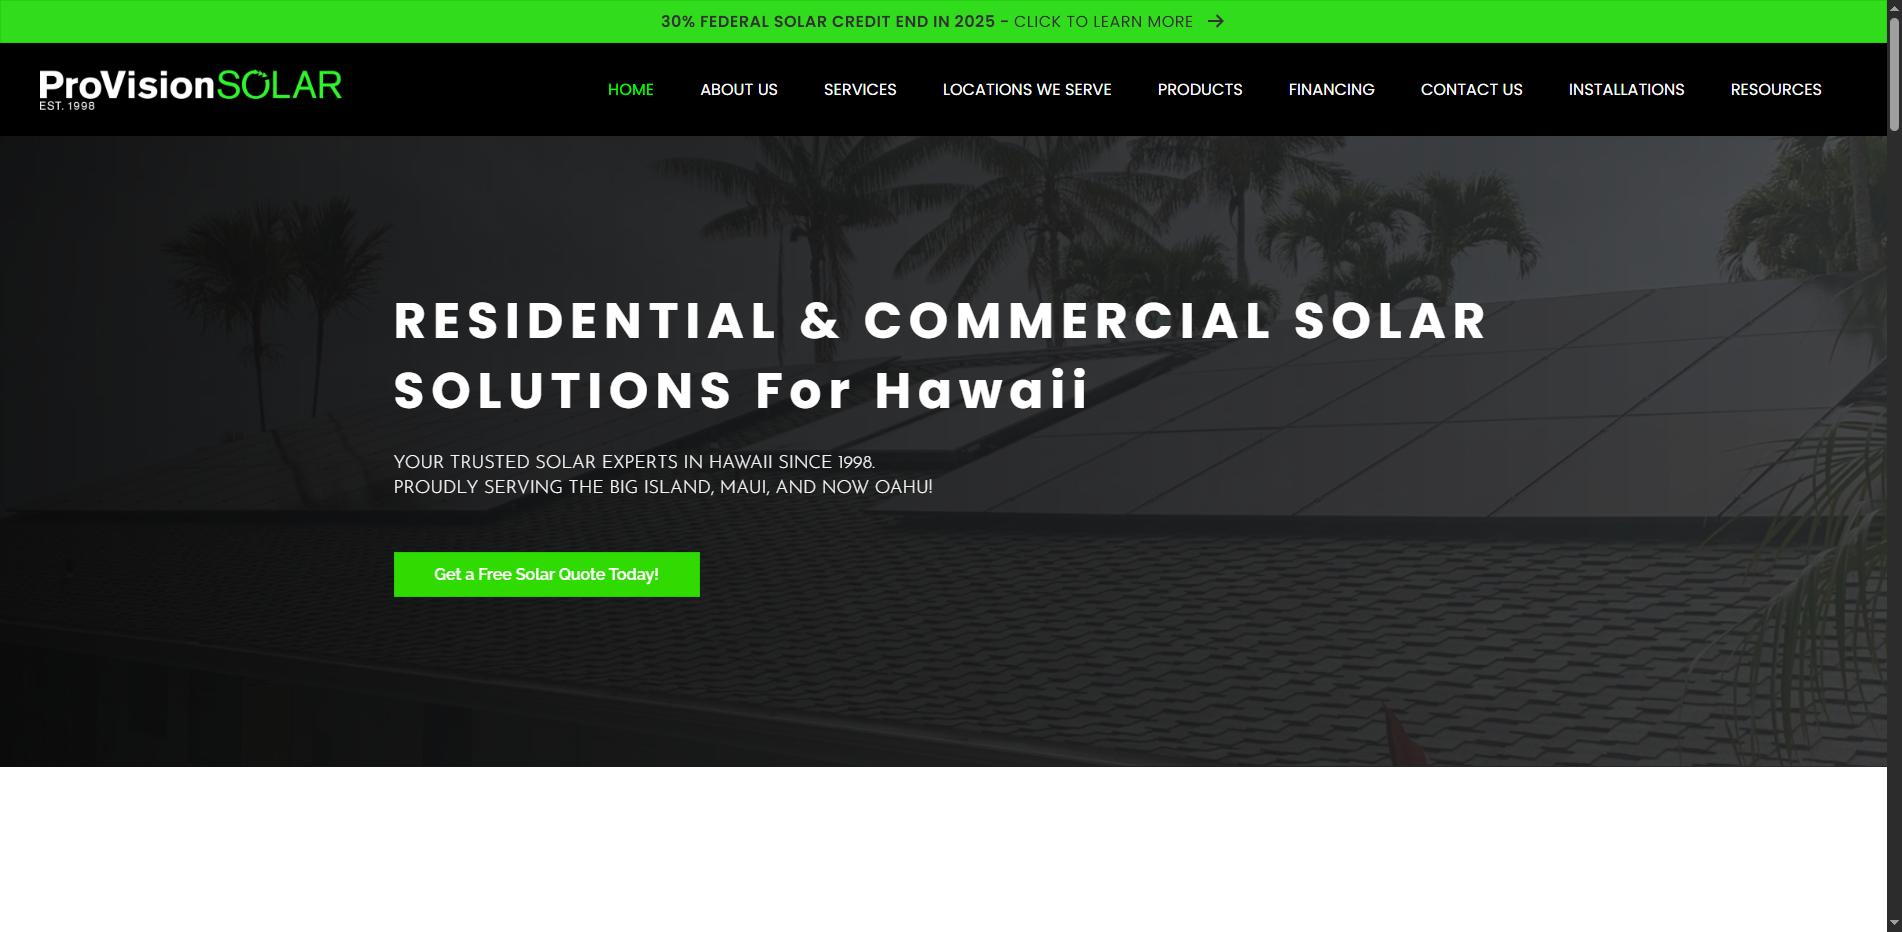 30% FEDERAL SOLAR CREDIT END IN 2025 - CLICK TO LEARN MORE →
ProVisionSOLAR
EST. 1998
HOME ABOUT US SERVICES LOCATIONS WE SERVE PRODUCTS FINANCING CONTACT US INSTALLATIONS RESOURCES
RESIDENTIAL & COMMERCIAL SOLAR
SOLUTIONS For Hawaii
YOUR TRUSTED SOLAR EXPERTS IN HAWAII SINCE 1998.
PROUDLY SERVING THE BIG ISLAND, MAUI, AND NOW OAHU!
Get a Free Solar Quote Today!